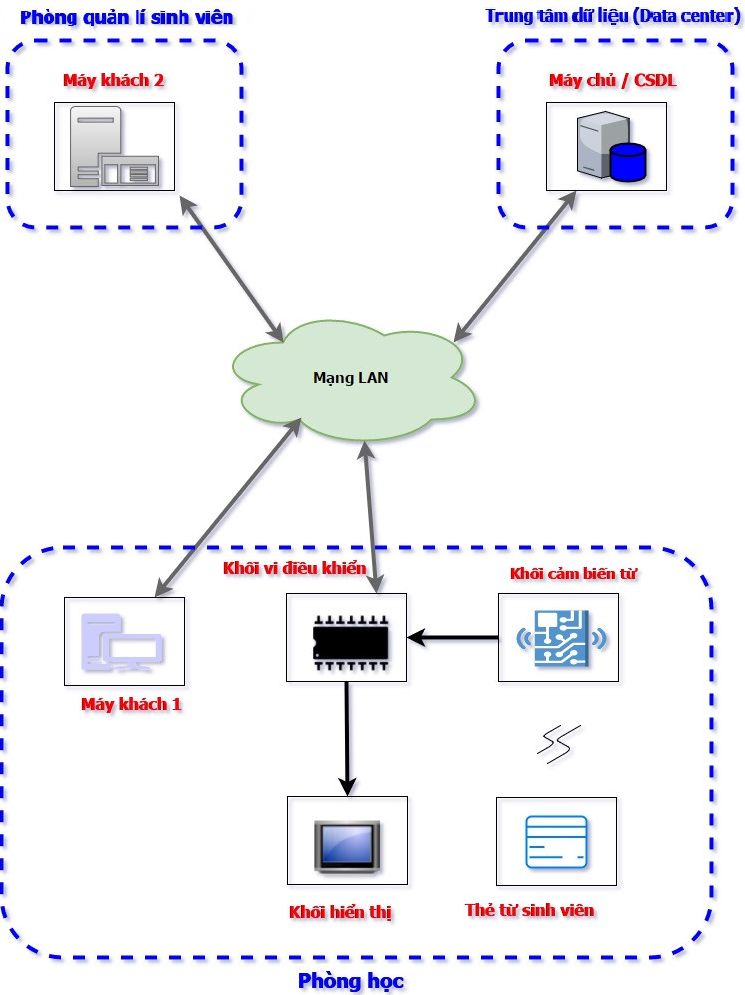 Phòng quản lí sinh viên
Trung tâm dữ liệu (Data center)
Máy khách 2
Máy chủ / CSDL
Mạng LAN
Khối vi điều khiển
Khối cảm biến từ
Máy khách 1
Khối hiển thị
Thẻ từ sinh viên
Phòng học